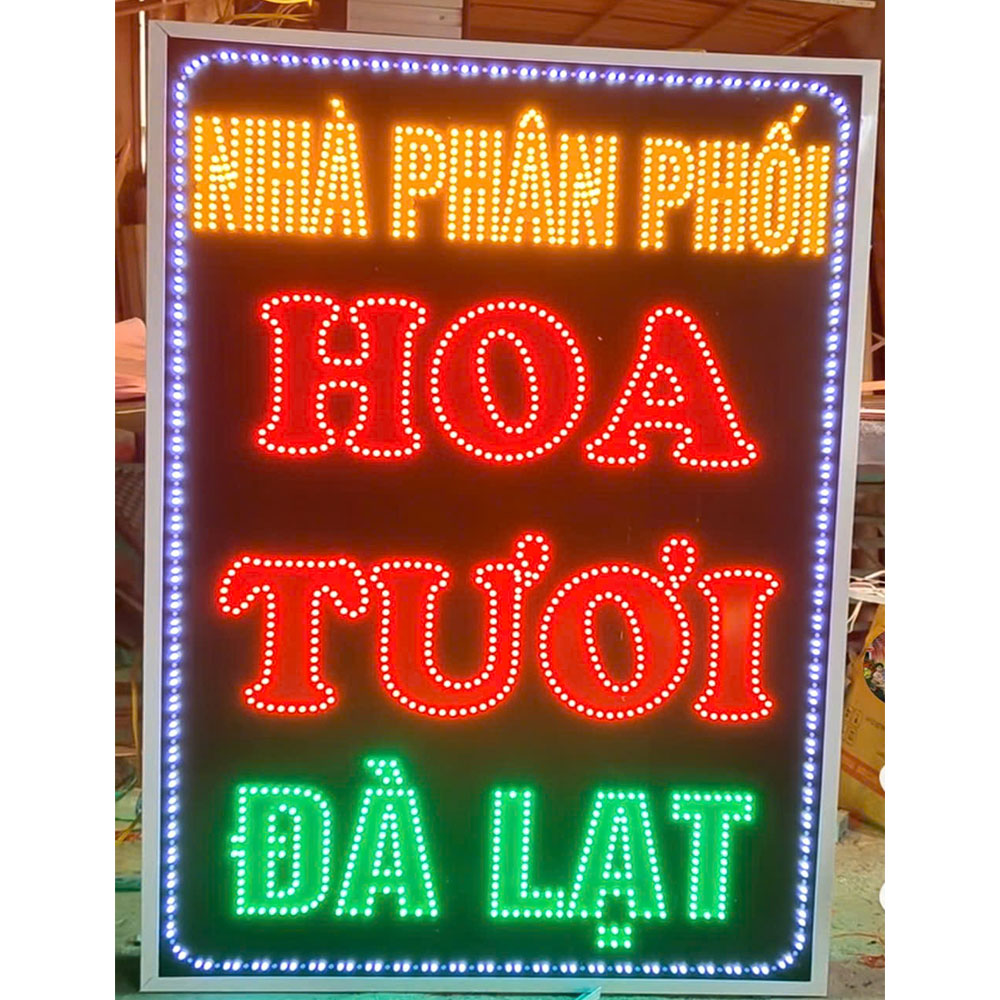 NHÀ PHÂN PHỐI
HOA
TƯƠI
ĐÀ LẠT